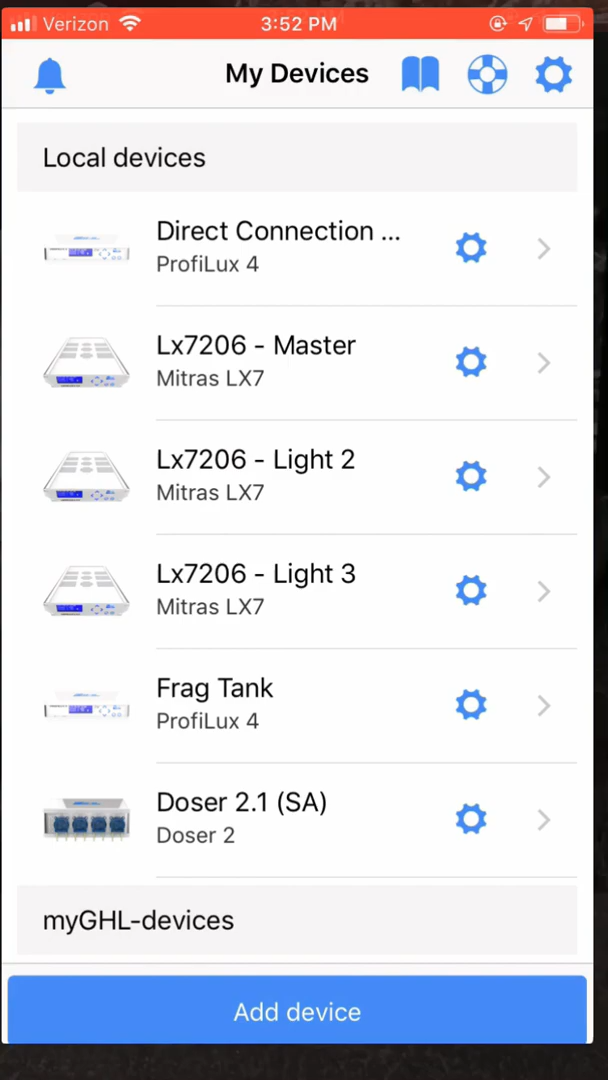 Verizon 3:52 PM
My Devices
Local devices
Direct Connection ...
ProfiLux 4
Lx7206 - Master
Mitras LX7
Lx7206 - Light 2
Mitras LX7
Lx7206 - Light 3
Mitras LX7
Frag Tank
ProfiLux 4
Doser 2.1 (SA)
Doser 2
myGHL-devices
Add device